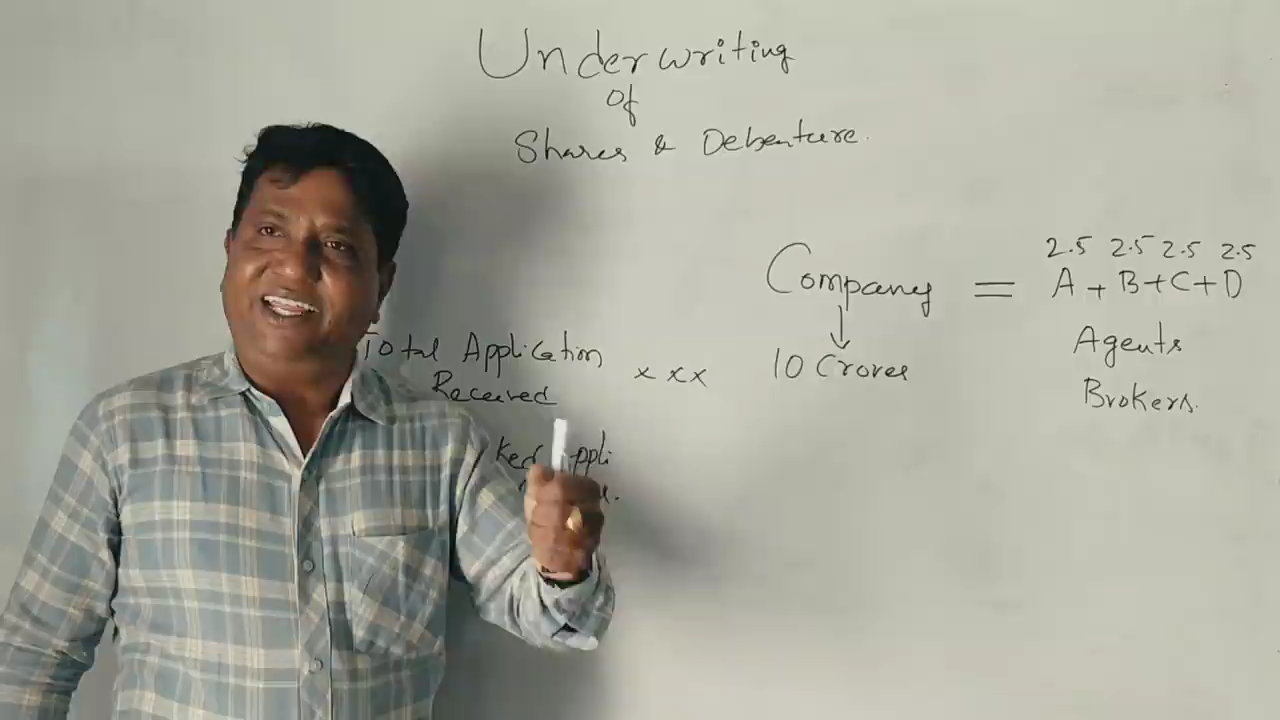 Underwriting
of
Shares & Debenture.
2.5 2.5 2.5 2.5
Company = A + B + C + D
↓
10 Crores
Agents
Brokers.
Total Application
Received x x x